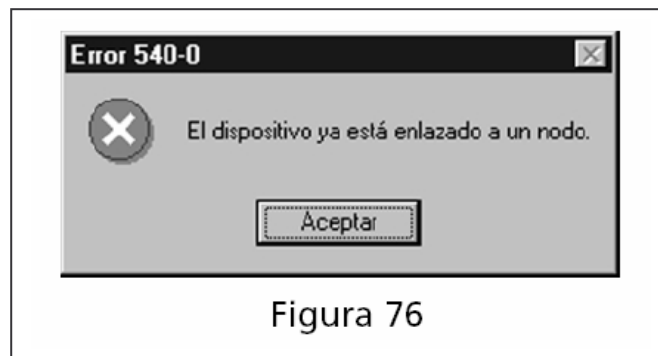 Error 540-0
El dispositivo ya está enlazado a un nodo.
Aceptar
Figura 76